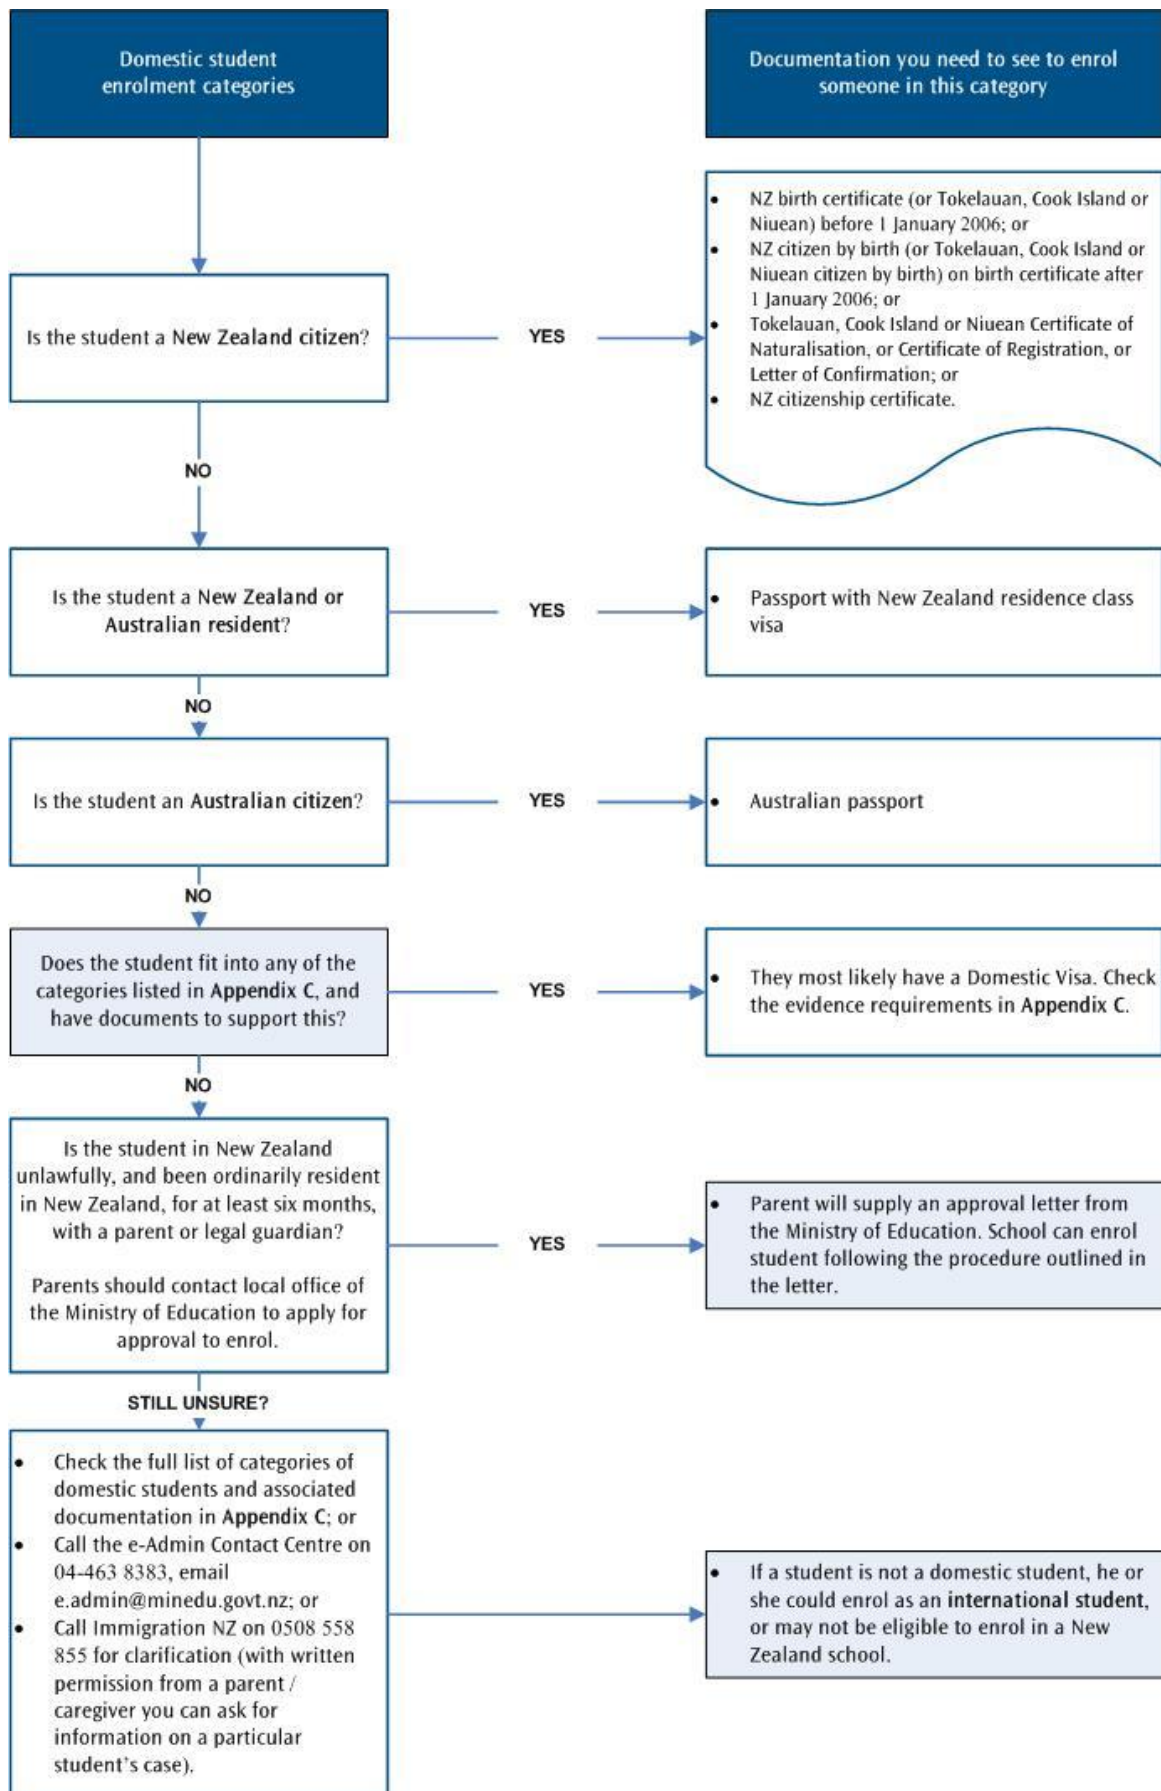 Domestic student
enrolment categories
Documentation you need to see to enrol
someone in this category
Is the student a New Zealand citizen?
YES
• NZ birth certificate (or Tokelauan, Cook Island or
Niuean) before 1 January 2006; or
• NZ citizen by birth (or Tokelauan, Cook Island or
Niuean citizen by birth) on birth certificate after
1 January 2006; or
• Tokelauan, Cook Island or Niuean Certificate of
Naturalisation, or Certificate of Registration, or
Letter of Confirmation; or
• NZ citizenship certificate.
NO
Is the student a New Zealand or
Australian resident?
YES
• Passport with New Zealand residence class
visa
NO
Is the student an Australian citizen?
YES
• Australian passport
NO
Does the student fit into any of the
categories listed in Appendix C, and
have documents to support this?
YES
• They most likely have a Domestic Visa. Check
the evidence requirements in Appendix C.
NO
Is the student in New Zealand
unlawfully, and been ordinarily resident
in New Zealand, for at least six months,
with a parent or legal guardian?
Parents should contact local office of
the Ministry of Education to apply for
approval to enrol.
YES
• Parent will supply an approval letter from
the Ministry of Education. School can enrol
student following the procedure outlined in
the letter.
STILL UNSURE?
• Check the full list of categories of
domestic students and associated
documentation in Appendix C; or
• Call the e-Admin Contact Centre on
04-463 8383, email
e.admin@minedu.govt.nz; or
• Call Immigration NZ on 0508 558
855 for clarification (with written
permission from a parent /
caregiver you can ask for
information on a particular
student's case).
• If a student is not a domestic student, he or
she could enrol as an international student,
or may not be eligible to enrol in a New
Zealand school.